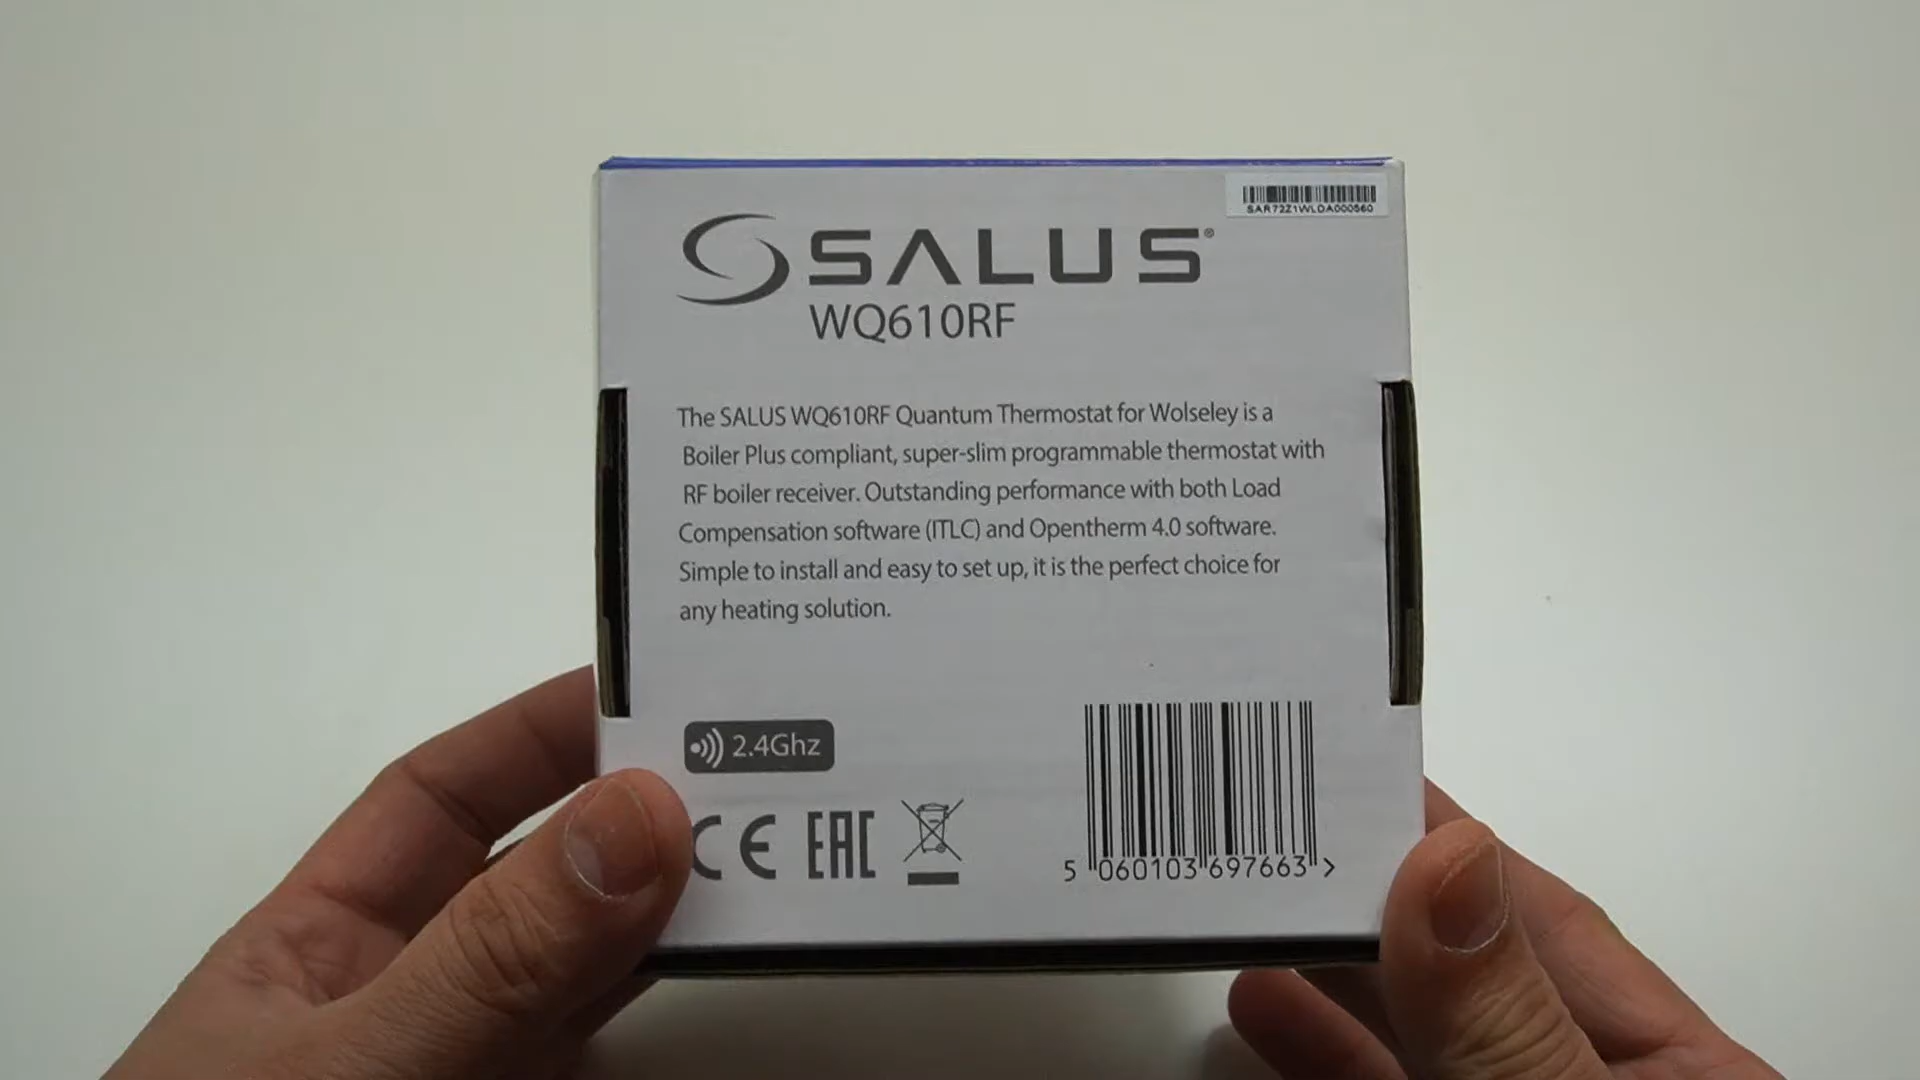 SAR72Z1WLDA000560
SALUS®
WQ610RF
The SALUS WQ610RF Quantum Thermostat for Wolseley is a
Boiler Plus compliant, super-slim programmable thermostat with
RF boiler receiver. Outstanding performance with both Load
Compensation software (ITLC) and Opentherm 4.0 software.
Simple to install and easy to set up, it is the perfect choice for
any heating solution.
2.4Ghz
CE EAC
5 060103 697663 >